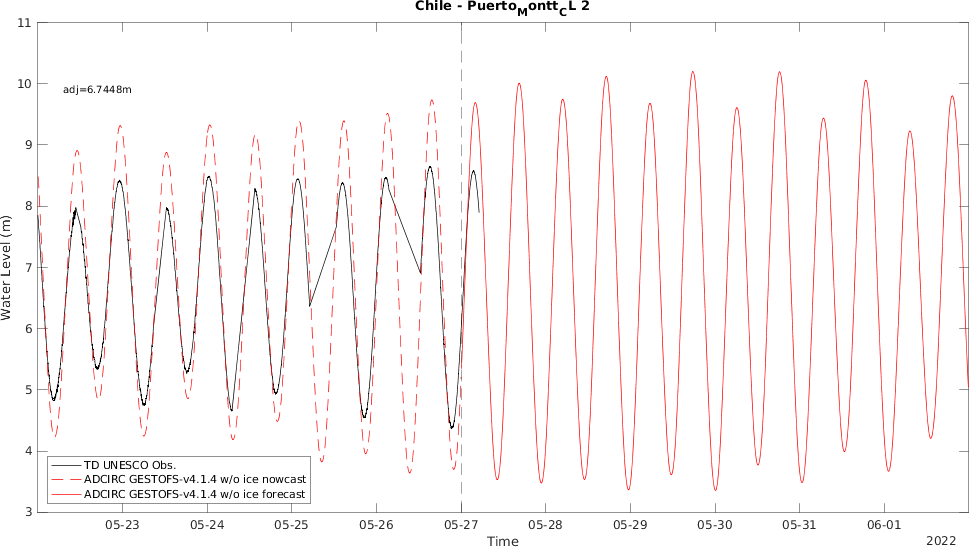 Chile - PuertoMonttCL 2
11
10
9
8
7
6
5
4
3
Water Level (m)
adj=6.7448m
TD UNESCO Obs.
ADCIRC GESTOFS-v4.1.4 w/o ice nowcast
ADCIRC GESTOFS-v4.1.4 w/o ice forecast
05-23 05-24 05-25 05-26 05-27 05-28 05-29 05-30 05-31 06-01
Time
2022